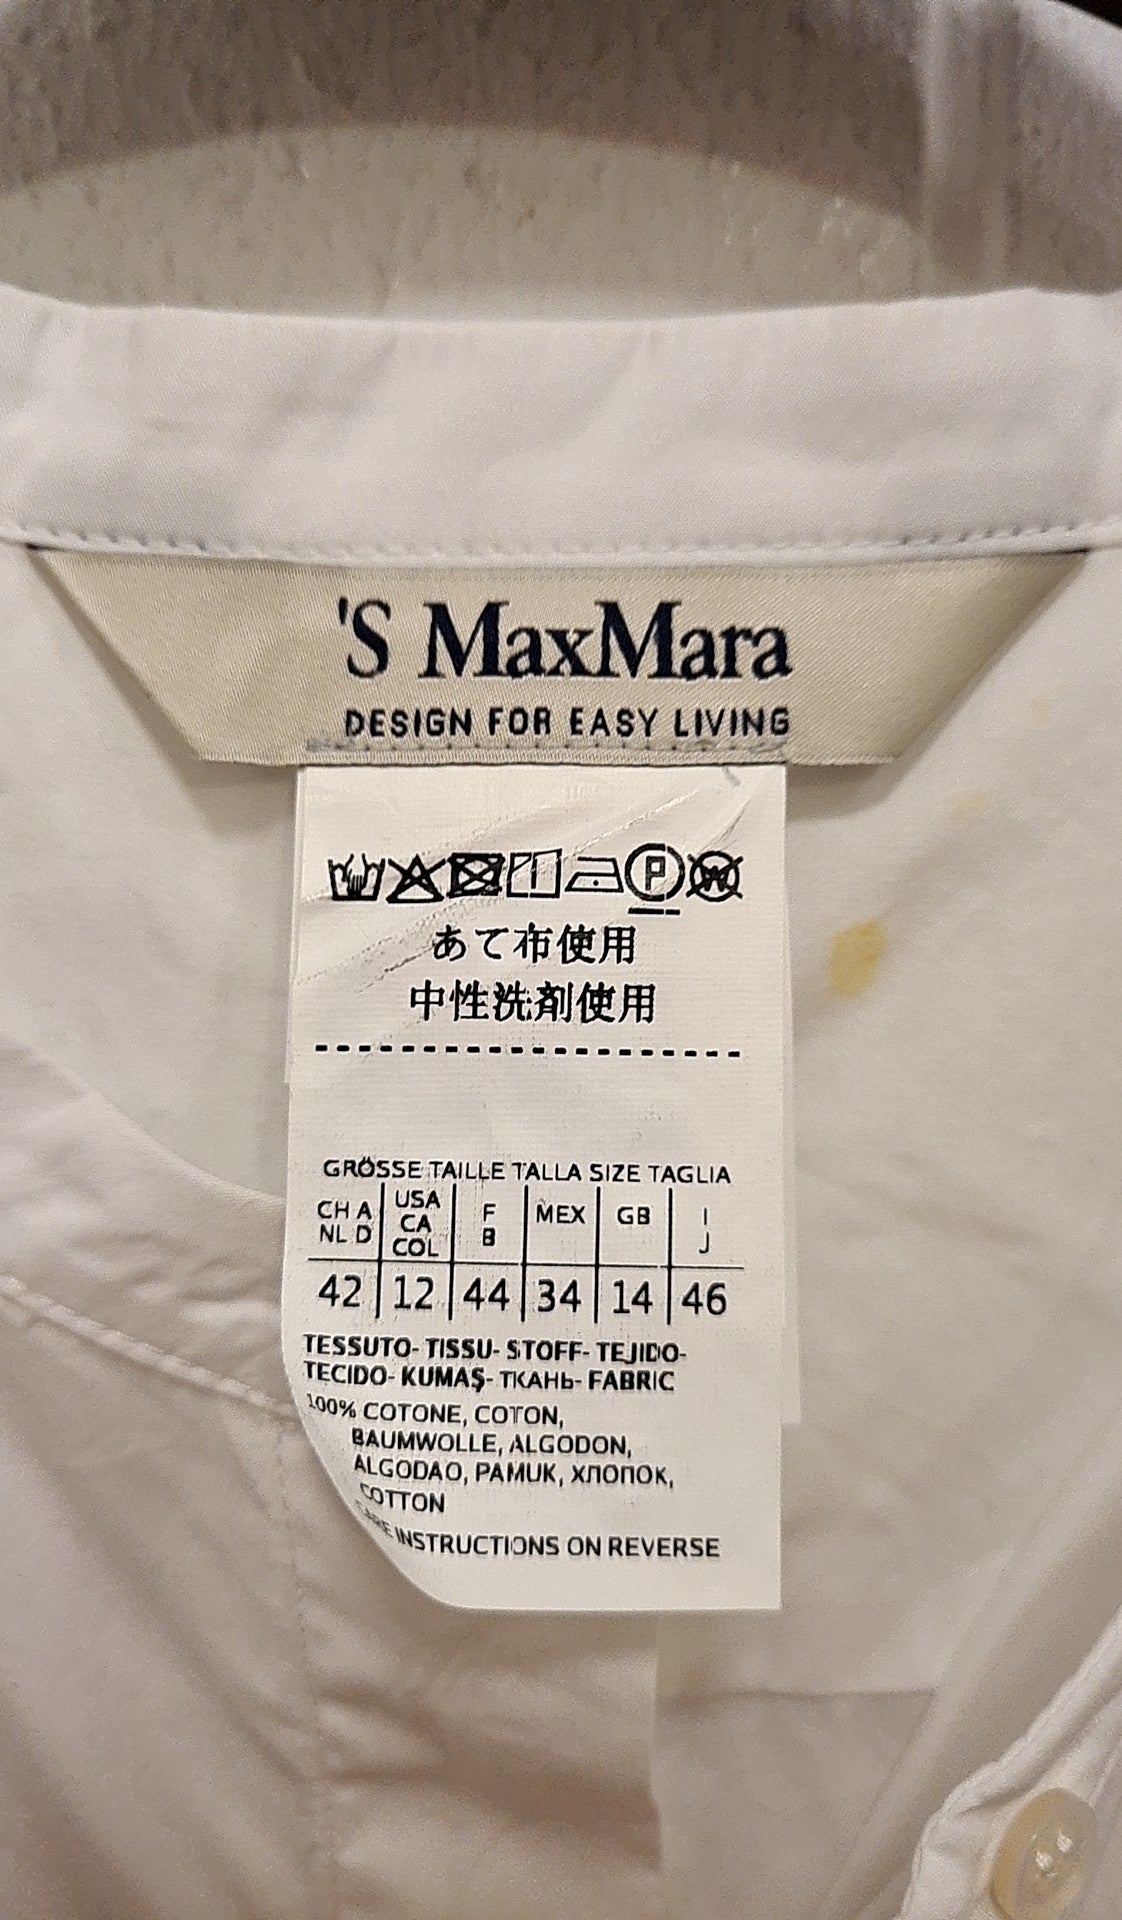 'S MaxMara
DESIGN FOR EASY LIVING
P W
あて布使用
中性洗剤使用
GRÖSSE TAILLE TALLA SIZE TAGLIA
CH A NL D USA CA COL F B MEX GB I J
42 12 44 34 14 46
TESSUTO- TISSU- STOFF- TEJIDO-
TECIDO- KUMAŞ- ТКАНЬ- FABRIC
100% COTONE, COTON,
BAUMWOLLE, ALGODON,
ALGODAO, PAMUK, ХЛОПОК,
COTTON
CARE INSTRUCTIONS ON REVERSE